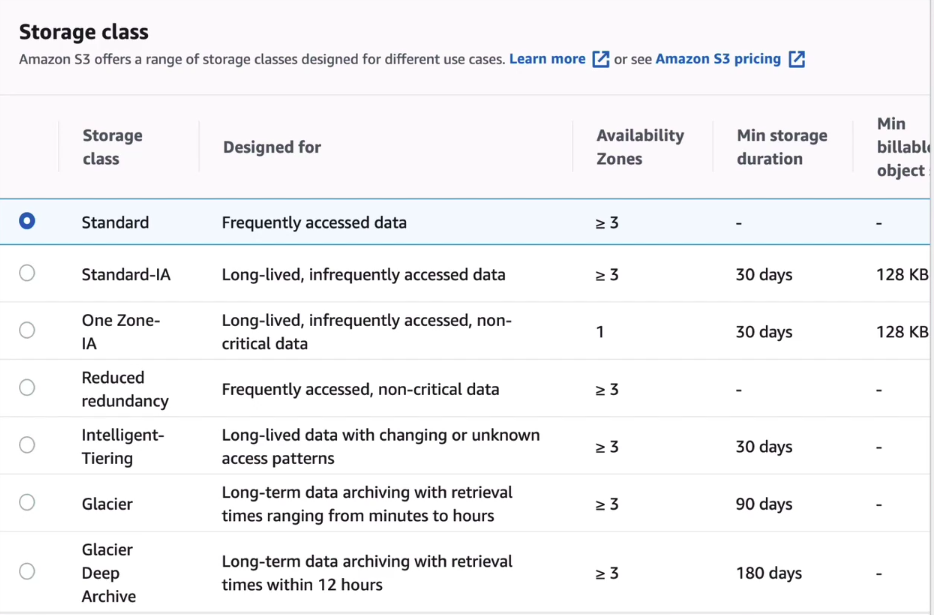 Storage class
Amazon S3 offers a range of storage classes designed for different use cases. Learn more or see Amazon S3 pricing
Storage class
Designed for
Availability Zones
Min storage duration
Min billable object
Standard
Frequently accessed data
≥ 3
-
-
Standard-IA
Long-lived, infrequently accessed data
≥ 3
30 days
128 KB
One Zone-
IA
Long-lived, infrequently accessed, non-
critical data
1
30 days
128 KB
Reduced
redundancy
Frequently accessed, non-critical data
≥ 3
-
-
Intelligent-
Tiering
Long-lived data with changing or unknown
access patterns
≥ 3
30 days
-
Glacier
Long-term data archiving with retrieval
times ranging from minutes to hours
≥ 3
90 days
-
Glacier
Deep
Archive
Long-term data archiving with retrieval
times within 12 hours
≥ 3
180 days
-